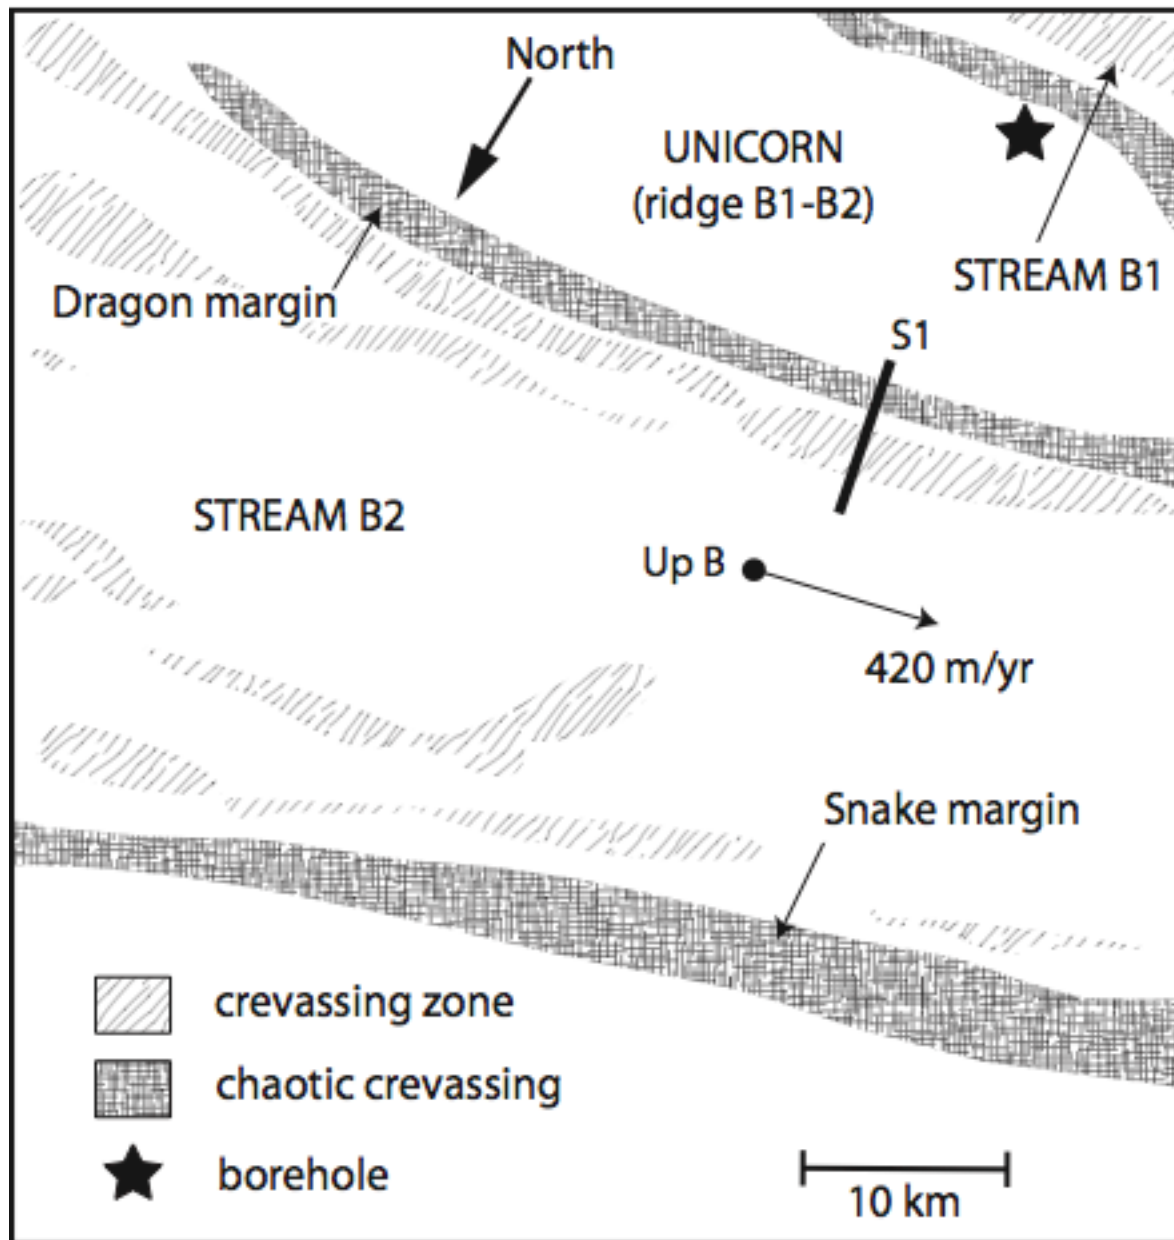 North
UNICORN
(ridge B1-B2)
STREAM B1
Dragon margin
S1
STREAM B2
Up B
420 m/yr
Snake margin
crevassing zone
chaotic crevassing
borehole
10 km